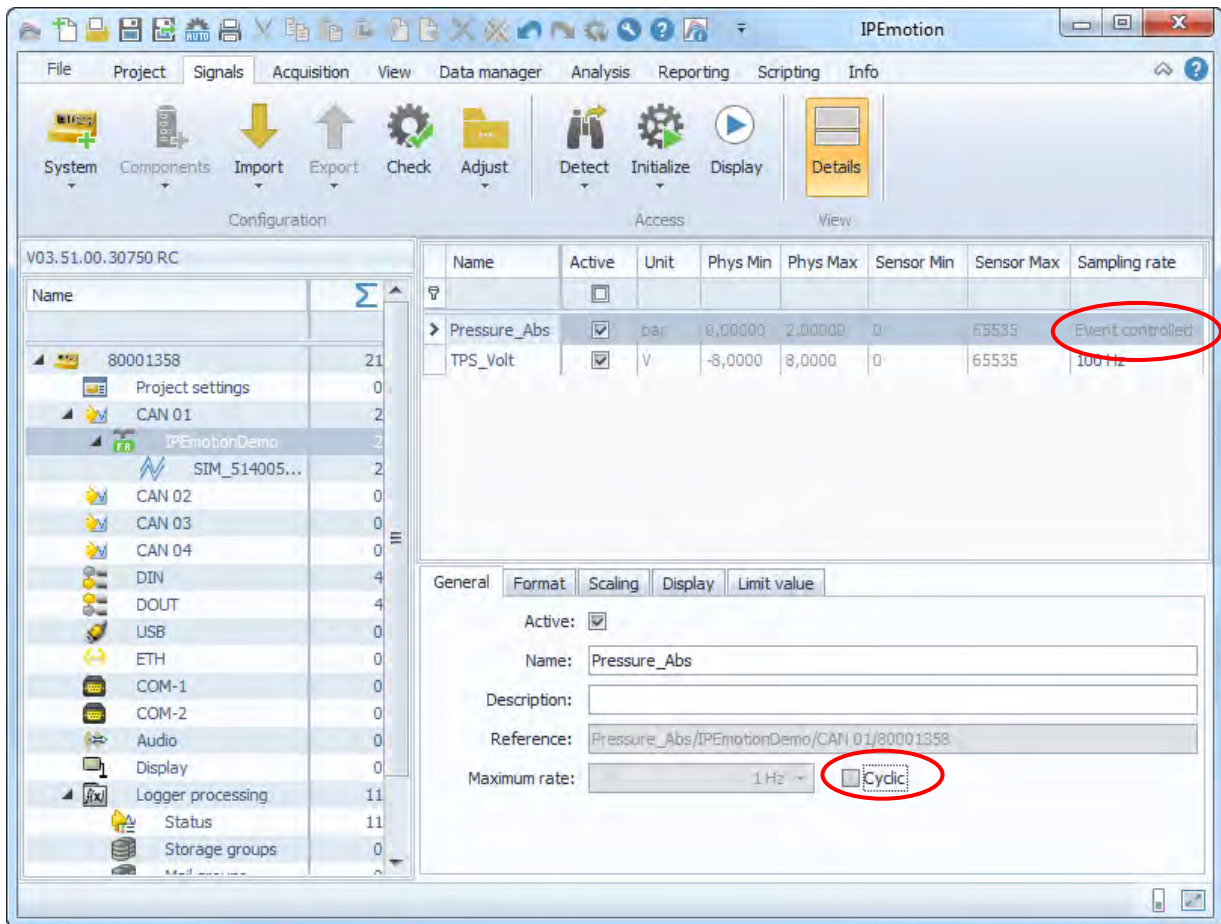 AUTO
IPEmotion
File Project Signals Acquisition View Data manager Analysis Reporting Scripting Info
System Components Import Export Check Adjust Detect Initialize Display Details
Configuration Access View
V03.51.00.30750 RC
Name Active Unit Phys Min Phys Max Sensor Min Sensor Max Sampling rate
Name Σ
Pressure_Abs bar 0,00000 2,00000 0 65535 Event controlled
TPS_Volt V -8,0000 8,0000 0 65535 100 Hz
80001358 21
Project settings 0
CAN 01 2
FR IPEmotionDemo 2
SIM_514005... 2
CAN 02 0
CAN 03 0
CAN 04 0
DIN 4
DOUT 4
USB 0
ETH 0
COM-1 0
COM-2 0
Audio 0
Display 0
f(x) Logger processing 11
Status 11
Storage groups 0
General Format Scaling Display Limit value
Active:
Name: Pressure_Abs
Description:
Reference: Pressure_Abs/IPEmotionDemo/CAN 01/80001358
Maximum rate: 1 Hz Cyclic